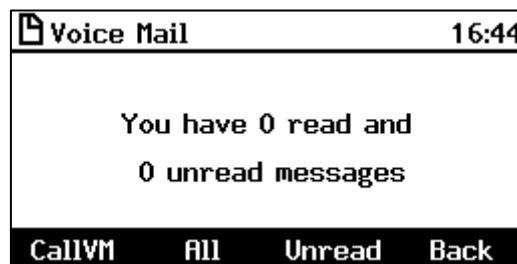 Voice Mail 16:44
You have 0 read and
0 unread messages
CallVM All Unread Back